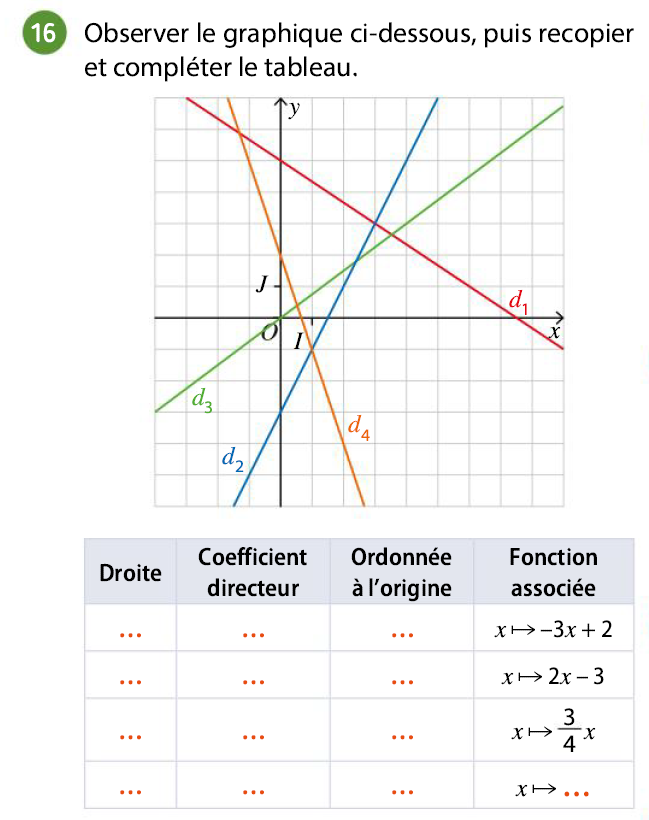 16 Observer le graphique ci-dessous, puis recopier
et compléter le tableau.
y
J
d1
O
I
x
d3
d4
d2
Droite Coefficient directeur Ordonnée à l'origine Fonction associée
... ... ... x ↦ –3x + 2
... ... ... x ↦ 2x – 3
... ... ... x ↦ 3/4 x
... ... ... x ↦ ...